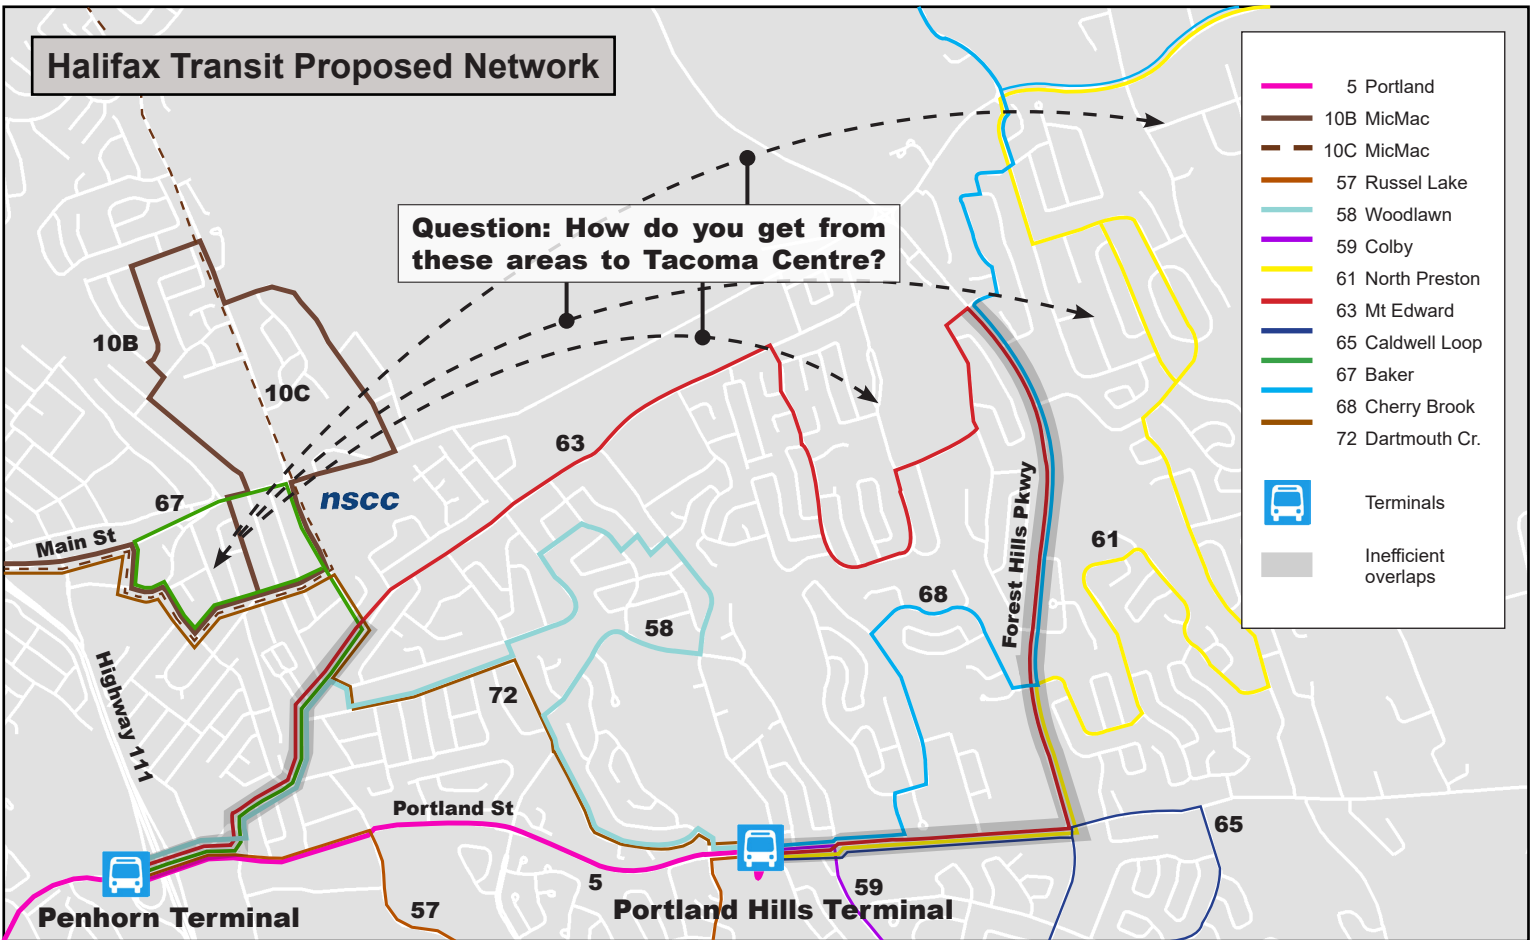 Halifax Transit Proposed Network
5 Portland
10B MicMac
10C MicMac
57 Russel Lake
58 Woodlawn
59 Colby
61 North Preston
63 Mt Edward
65 Caldwell Loop
67 Baker
68 Cherry Brook
72 Dartmouth Cr.
Terminals
Inefficient
overlaps
Question: How do you get from
these areas to Tacoma Centre?
10B
10C
63
67
nscc
Main St
61
Forest Hills Pkwy
68
58
72
Highway 111
Portland St
65
5
59
57
Penhorn Terminal
Portland Hills Terminal